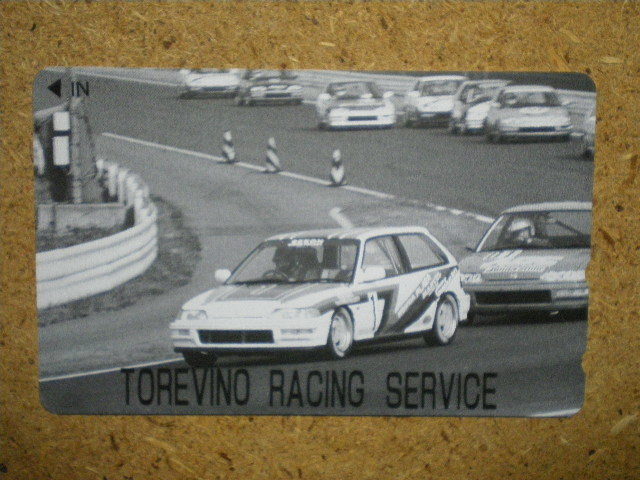 ◀ IN
TOREVINO RACING SERVICE